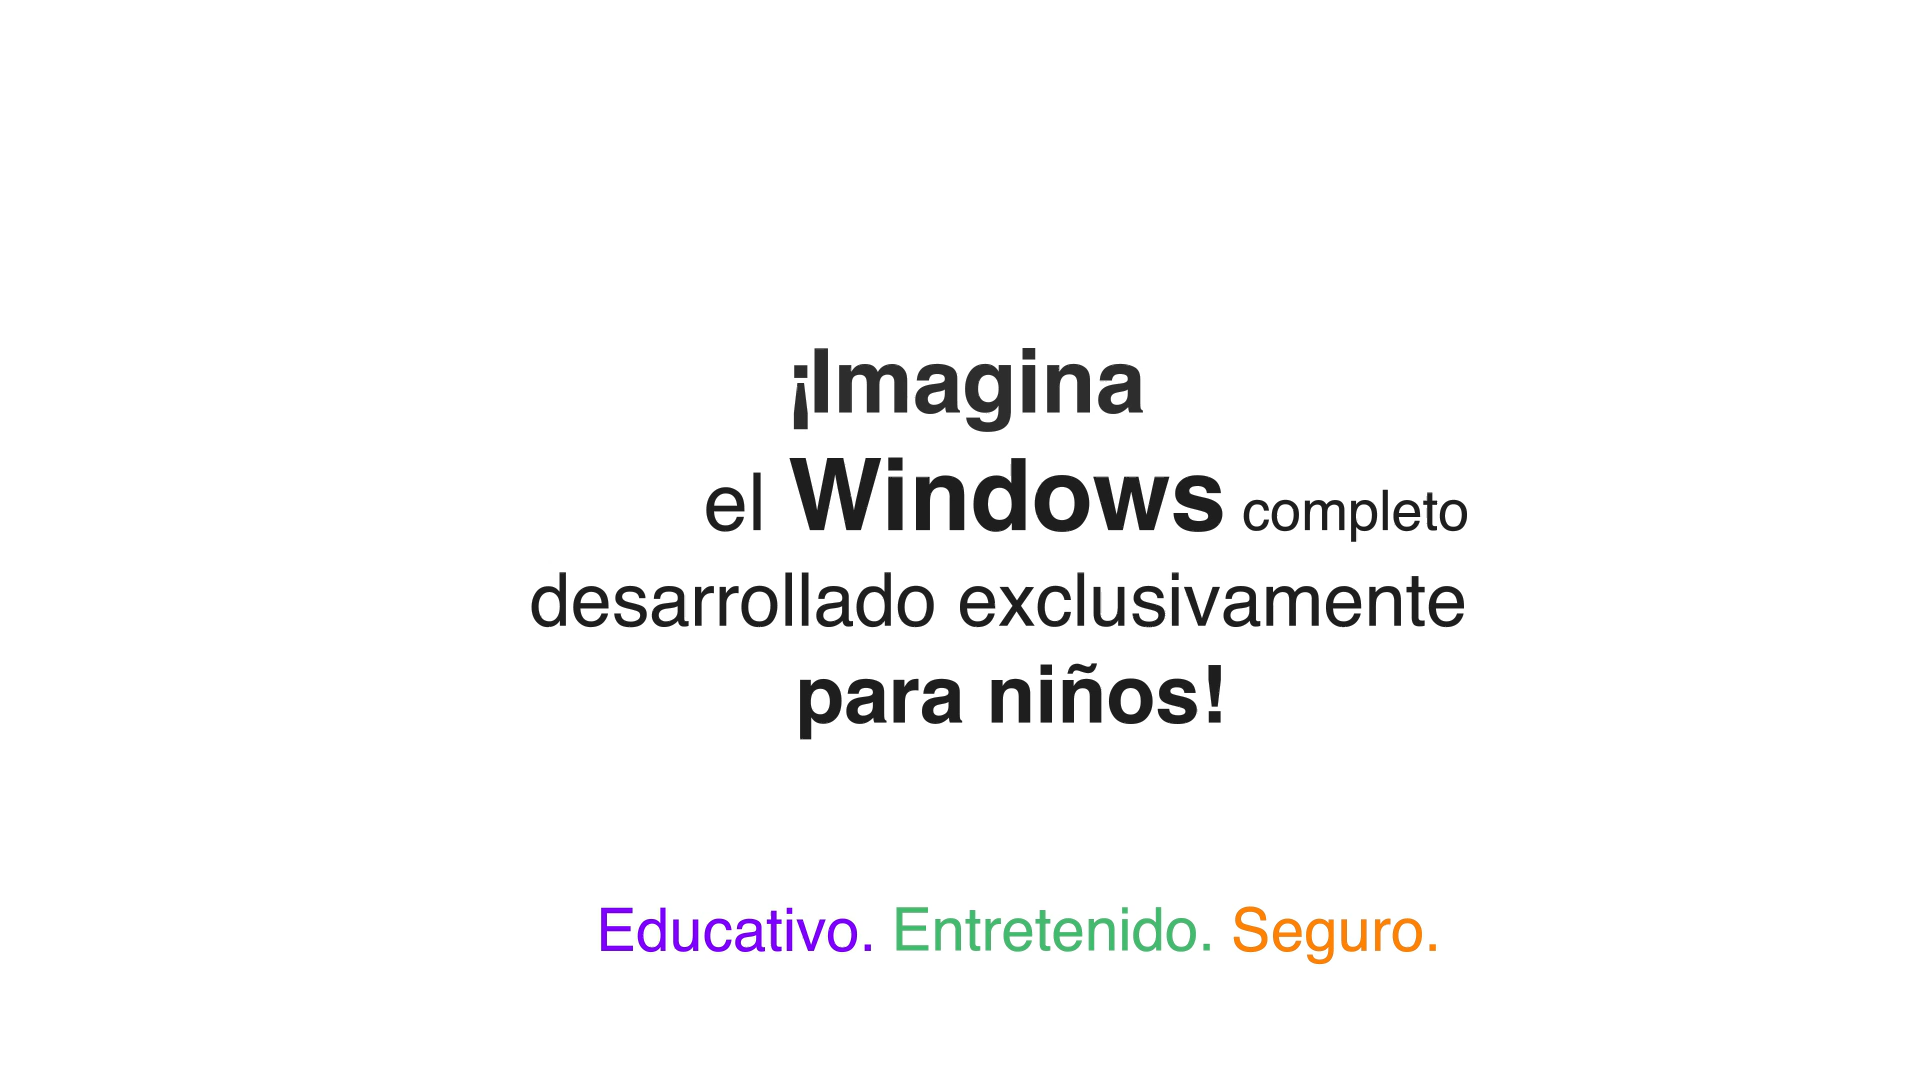 ¡Imagina
el Windows completo
desarrollado exclusivamente
para niños!
Educativo. Entretenido. Seguro.